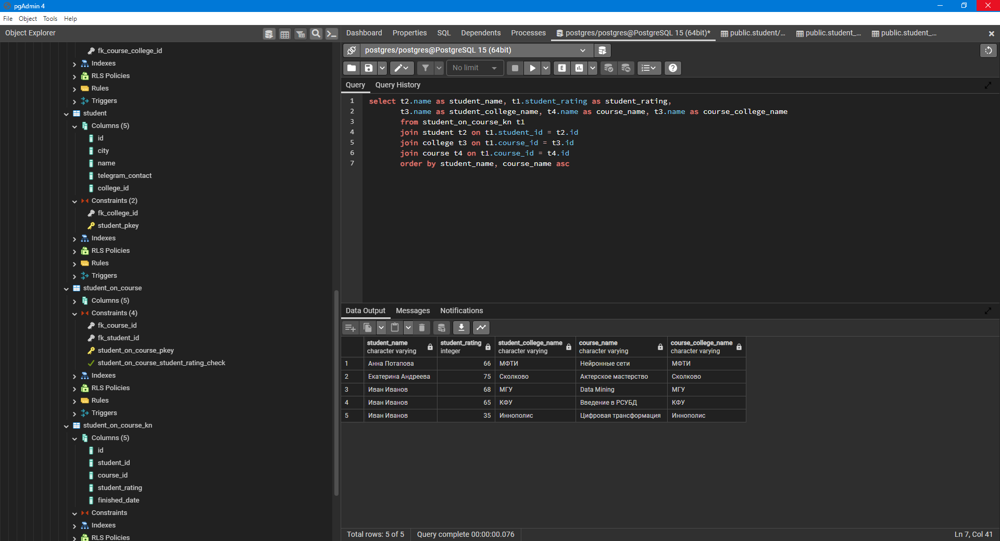 pgAdmin 4
File Object Tools Help
Object Explorer
Dashboard Properties SQL Dependents Processes postgres/postgres@PostgreSQL 15 (64bit)* public.student/... public.student_... public.student_...
fk_course_college_id
Indexes
RLS Policies
Rules
Triggers
student
Columns (5)
id
city
name
telegram_contact
college_id
Constraints (2)
fk_college_id
student_pkey
Indexes
RLS Policies
Rules
Triggers
student_on_course
Columns (5)
Constraints (4)
fk_course_id
fk_student_id
student_on_course_pkey
student_on_course_student_rating_check
Indexes
RLS Policies
Rules
Triggers
student_on_course_kn
Columns (5)
id
student_id
course_id
student_rating
finished_date
Constraints
Indexes
RLS Policies
postgres/postgres@PostgreSQL 15 (64bit)
No limit
E
Query Query History
1 select t2.name as student_name, t1.student_rating as student_rating,
2 t3.name as student_college_name, t4.name as course_name, t3.name as course_college_name
3 from student_on_course_kn t1
4 join student t2 on t1.student_id = t2.id
5 join college t3 on t1.course_id = t3.id
6 join course t4 on t1.course_id = t4.id
7 order by student_name, course_name asc
Data Output Messages Notifications
student_name student_rating student_college_name course_name course_college_name
character varying integer character varying character varying character varying
1 Анна Потапова 66 МФТИ Нейронные сети МФТИ
2 Екатерина Андреева 75 Сколково Актерское мастерство Сколково
3 Иван Иванов 68 МГУ Data Mining МГУ
4 Иван Иванов 65 КФУ Введение в РСУБД КФУ
5 Иван Иванов 35 Иннополис Цифровая трансформация Иннополис
Total rows: 5 of 5 Query complete 00:00:00.076 Ln 7, Col 41